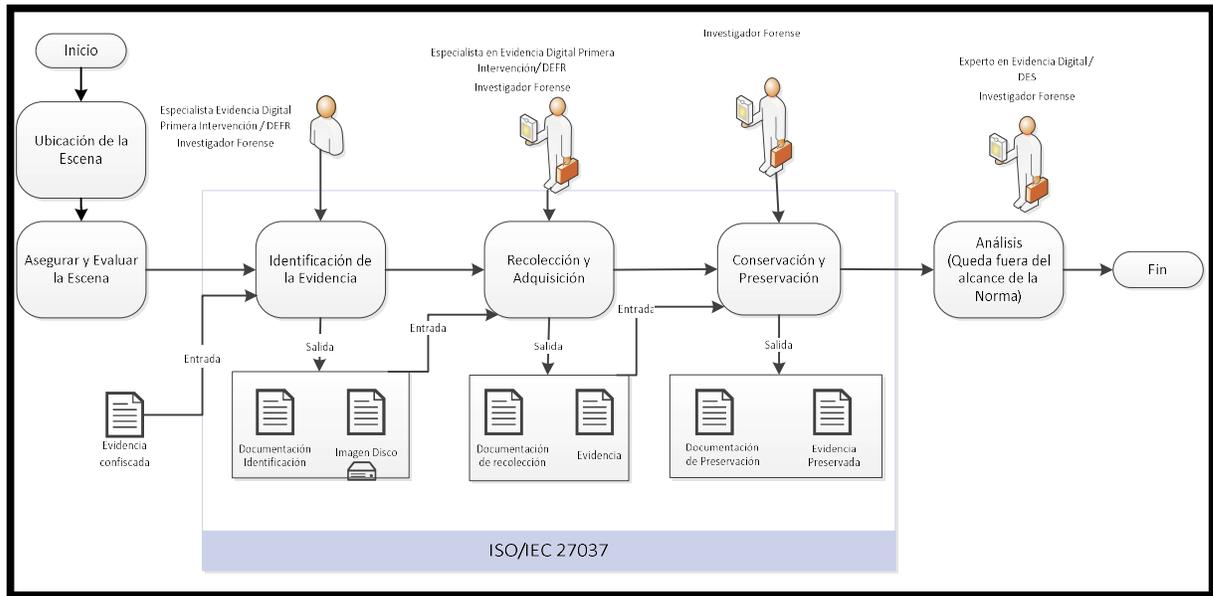 Inicio
Ubicación de la
Escena
Asegurar y Evaluar
la Escena
Especialista Evidencia Digital
Primera Intervención / DEFR
Investigador Forense
Especialista en Evidencia Digital Primera
Intervención/ DEFR
Investigador Forense
Investigador Forense
Experto en Evidencia Digital /
DES
Investigador Forense
Identificación de
la Evidencia
Recolección y
Adquisición
Conservación y
Preservación
Análisis
(Queda fuera del
alcance de la
Norma)
Fin
Entrada
Evidencia
confiscada
Salida
Documentación
Identificación
Imagen Disco
Entrada
Salida
Documentación
de recolección
Evidencia
Entrada
Salida
Documentación
de Preservación
Evidencia
Preservada
ISO/IEC 27037